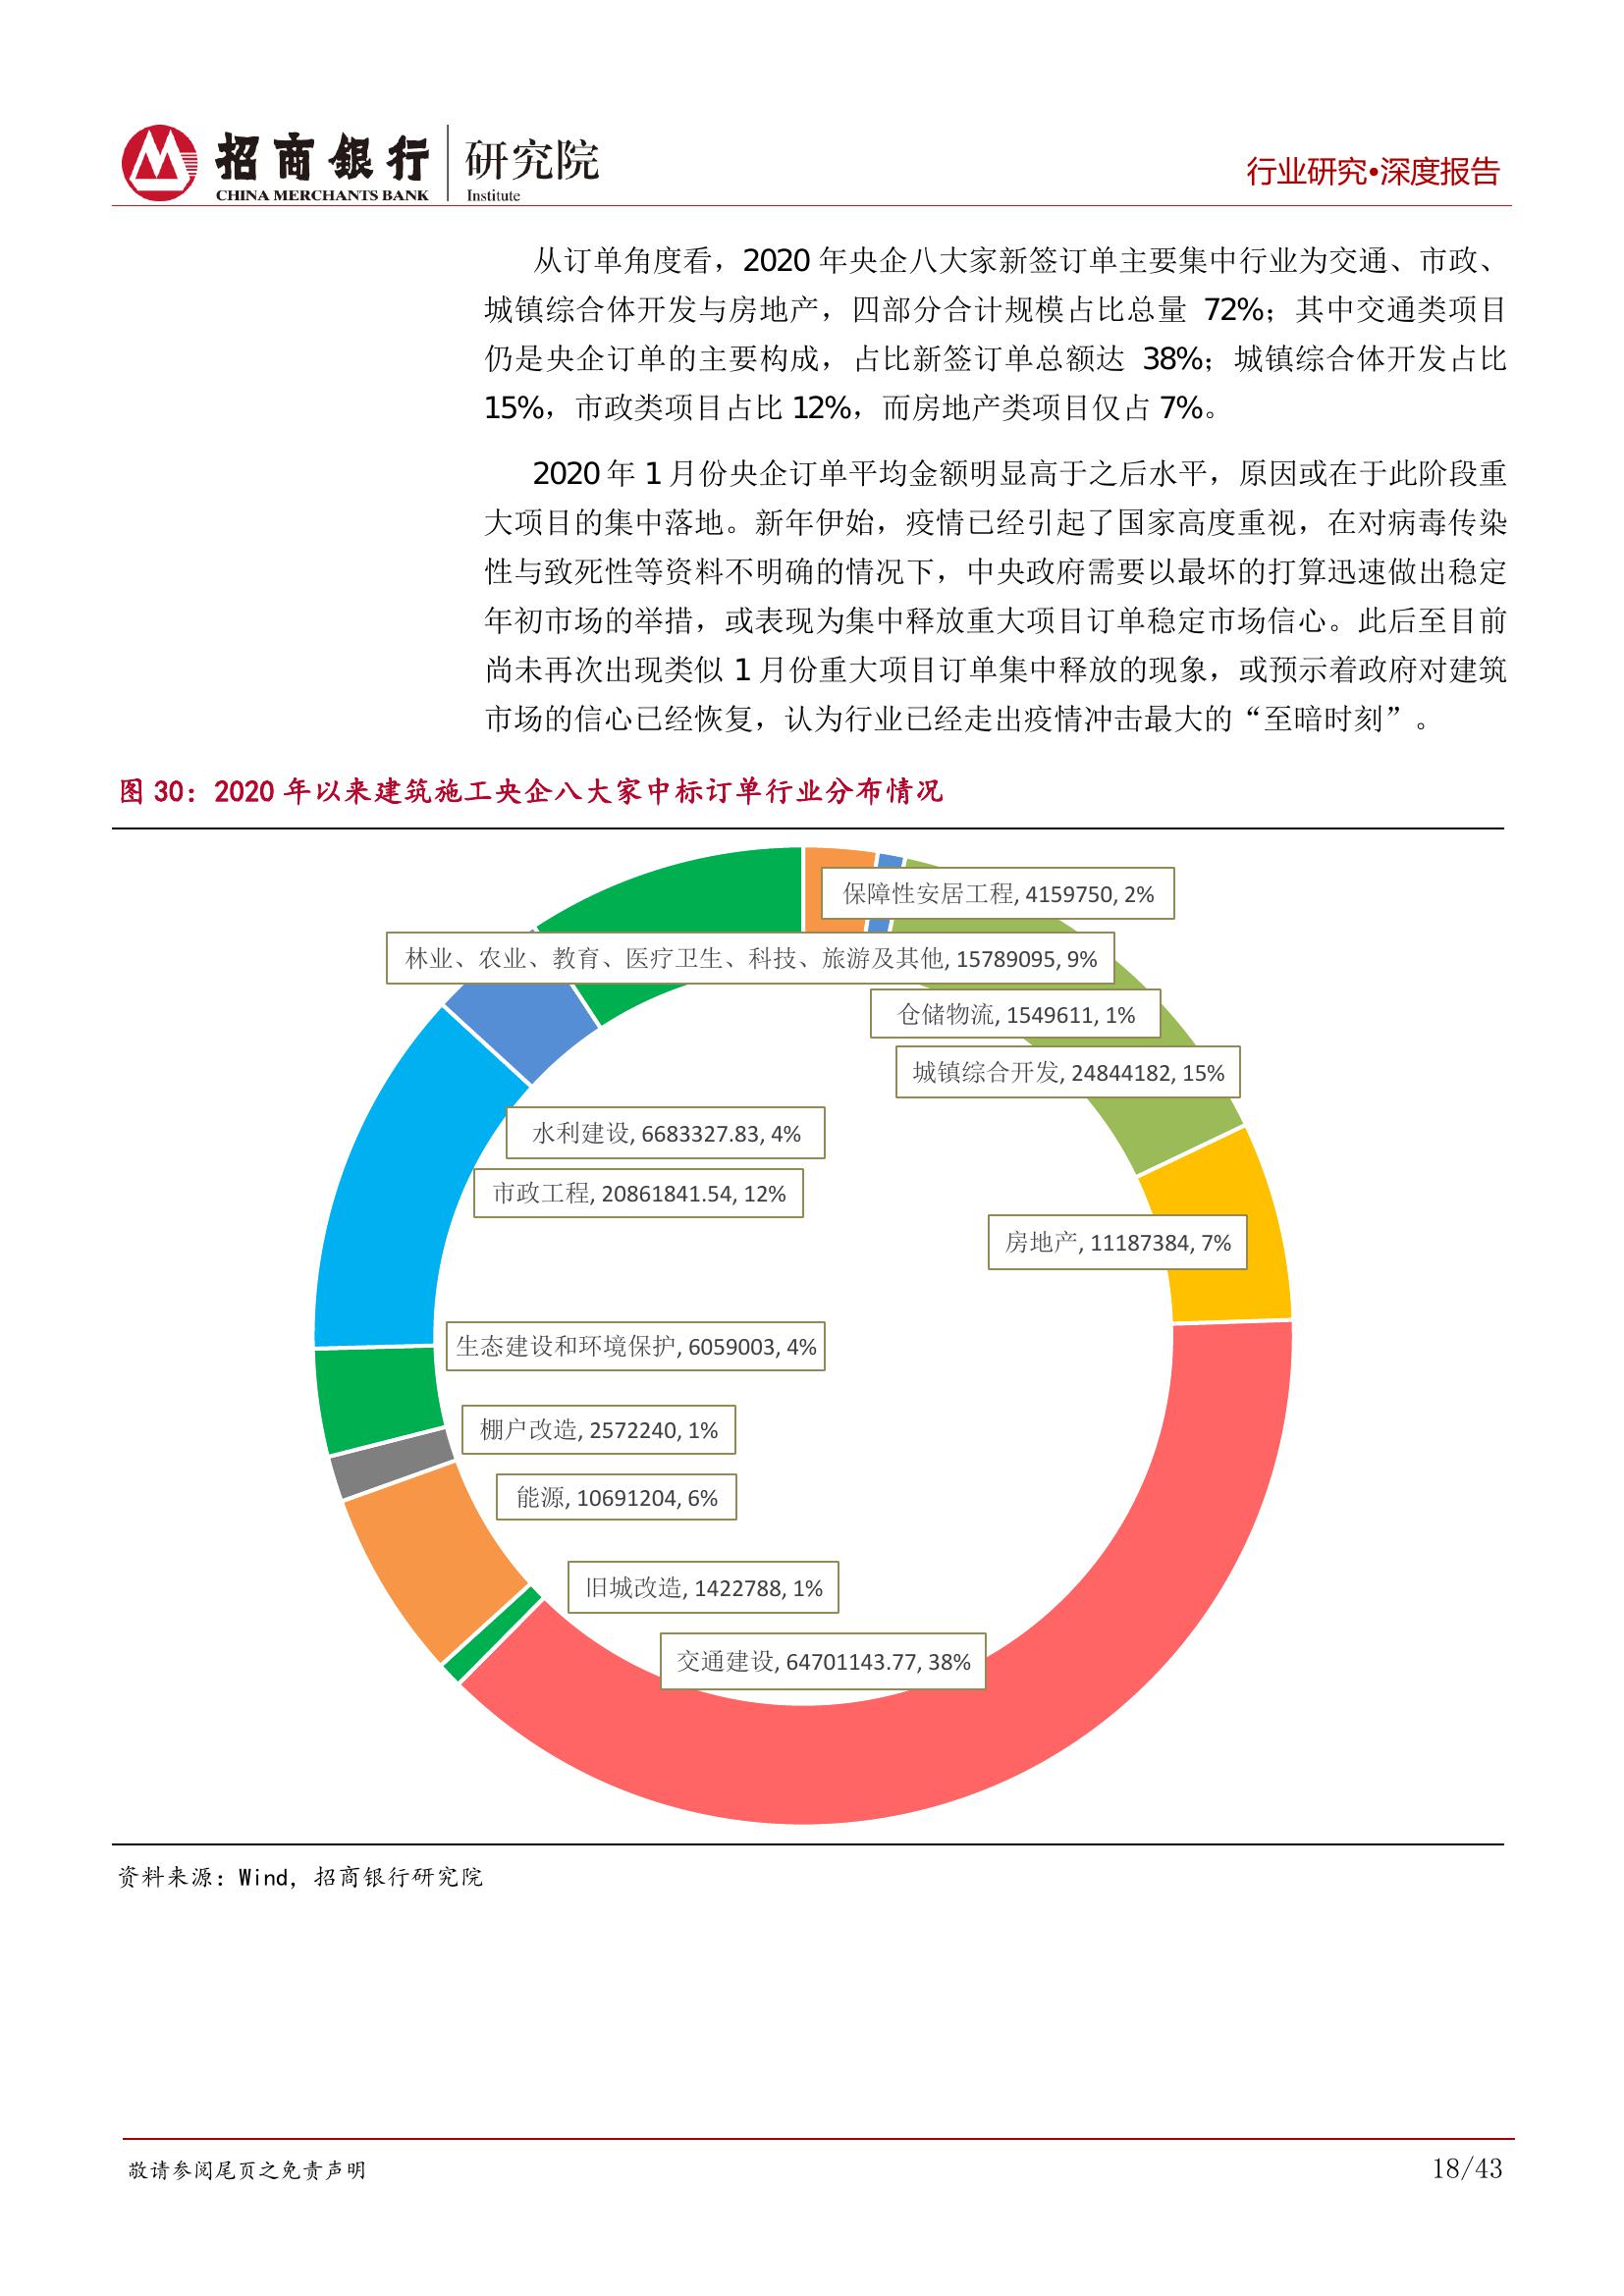 招商银行 研究院
CHINA MERCHANTS BANK Institute
行业研究•深度报告
从订单角度看，2020 年央企八大家新签订单主要集中行业为交通、市政、
城镇综合体开发与房地产，四部分合计规模占比总量 72%；其中交通类项目
仍是央企订单的主要构成，占比新签订单总额达 38%；城镇综合体开发占比
15%，市政类项目占比 12%，而房地产类项目仅占 7%。
2020 年 1 月份央企订单平均金额明显高于之后水平，原因或在于此阶段重
大项目的集中落地。新年伊始，疫情已经引起了国家高度重视，在对病毒传染
性与致死性等资料不明确的情况下，中央政府需要以最坏的打算迅速做出稳定
年初市场的举措，或表现为集中释放重大项目订单稳定市场信心。此后至目前
尚未再次出现类似 1 月份重大项目订单集中释放的现象，或预示着政府对建筑
市场的信心已经恢复，认为行业已经走出疫情冲击最大的“至暗时刻”。
图 30：2020 年以来建筑施工央企八大家中标订单行业分布情况
保障性安居工程, 4159750, 2%
林业、农业、教育、医疗卫生、科技、旅游及其他, 15789095, 9%
仓储物流, 1549611, 1%
城镇综合开发, 24844182, 15%
水利建设, 6683327.83, 4%
市政工程, 20861841.54, 12%
房地产, 11187384, 7%
生态建设和环境保护, 6059003, 4%
棚户改造, 2572240, 1%
能源, 10691204, 6%
旧城改造, 1422788, 1%
交通建设, 64701143.77, 38%
资料来源：Wind，招商银行研究院
敬请参阅尾页之免责声明
18/43